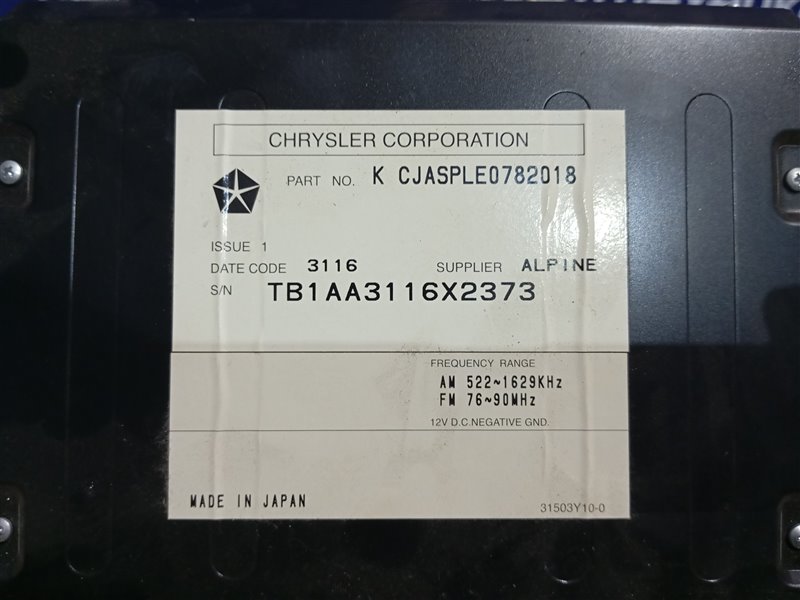 CHRYSLER CORPORATION
PART NO. K CJASPLE0782018
ISSUE 1
DATE CODE 3116 SUPPLIER ALPINE
S/N TB1AA3116X2373
FREQUENCY RANGE
AM 522~1629KHz
FM 76~90MHz
12V D.C.NEGATIVE GND.
MADE IN JAPAN
31503Y10-0